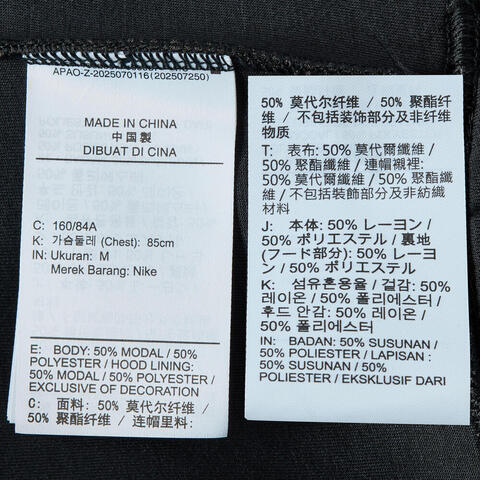 APAO-Z-2025070116(202507250)
MADE IN CHINA
中国製
DIBUAT DI CINA
C: 160/84A
K: 가슴둘레 (Chest): 85cm
IN: Ukuran: M
Merek Barang: Nike
E: BODY: 50% MODAL / 50%
POLYESTER / HOOD LINING:
50% MODAL / 50% POLYESTER /
EXCLUSIVE OF DECORATION
C: 面料: 50% 莫代尔纤维 /
50% 聚酯纤维 / 连帽里料:
50% 莫代尔纤维 / 50% 聚酯纤
维 / 不包括装饰部分及非纤维
物质
T: 表布: 50% 莫代爾纖維
/ 50% 聚酯纖維 / 連帽襯裡:
50% 莫代爾纖維 / 50% 聚酯纖
維 / 不包括裝飾部分及非紡織
材料
J: 本体: 50% レーヨン /
50% ポリエステル / 裏地
(フード部分): 50% レーヨ
ン / 50% ポリエステル
K: 섬유혼용율 / 겉감: 50%
레이온 / 50% 폴리에스터 /
후드 안감: 50% 레이온 /
50% 폴리에스터
IN: BADAN: 50% SUSUNAN /
50% POLIESTER / LAPISAN :
50% SUSUNAN / 50%
POLIESTER / EKSKLUSIF DARI